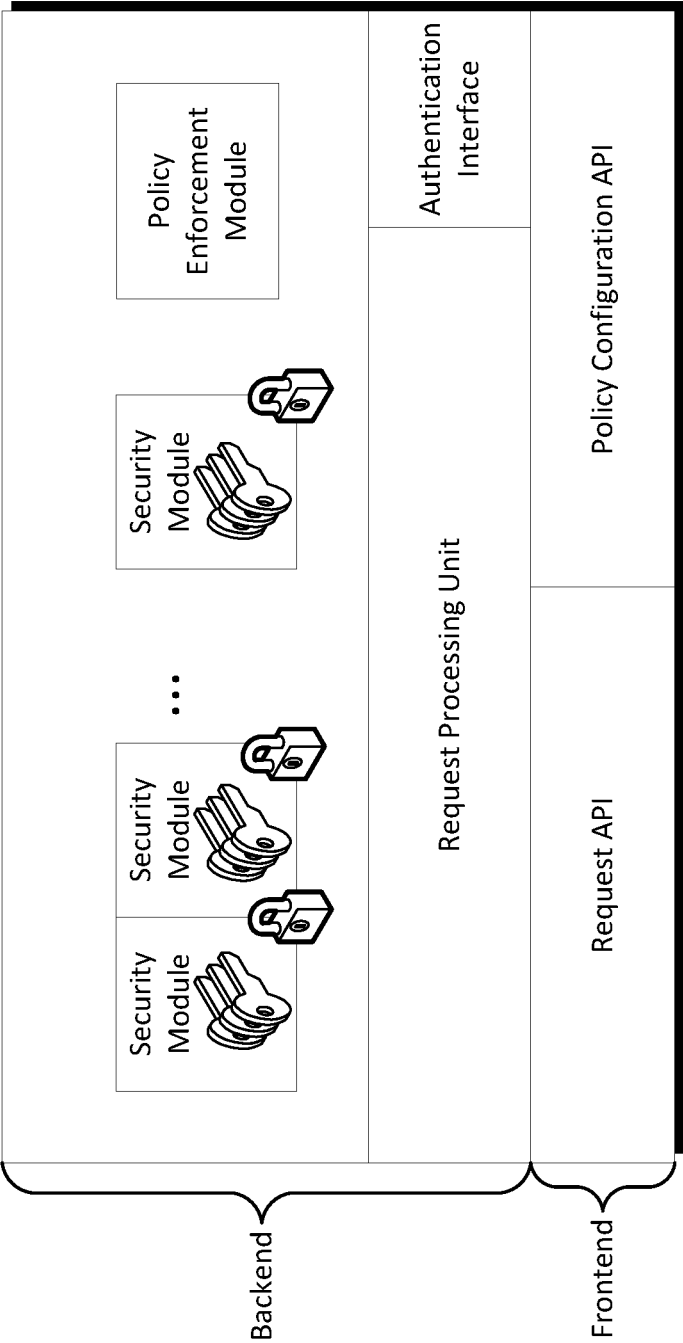 Backend
Security
Module
Security
Module
...
Security
Module
Policy
Enforcement
Module
Request Processing Unit
Authentication
Interface
Frontend
Request API
Policy Configuration API